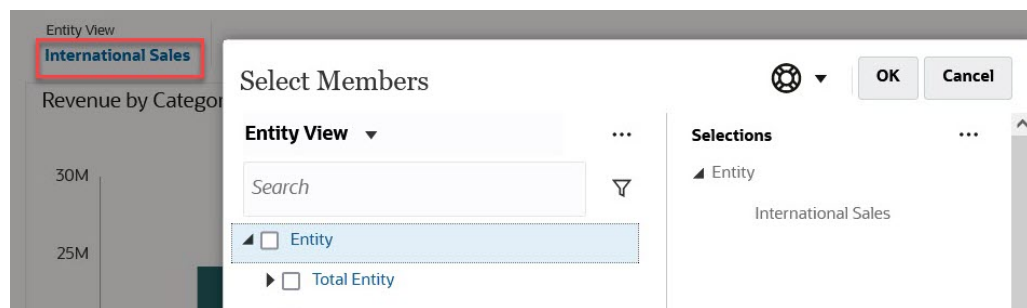 Entity View
International Sales
Revenue by Categor
30M
25M
Select Members
OK
Cancel
Entity View
Search
Entity
Total Entity
Selections
Entity
International Sales